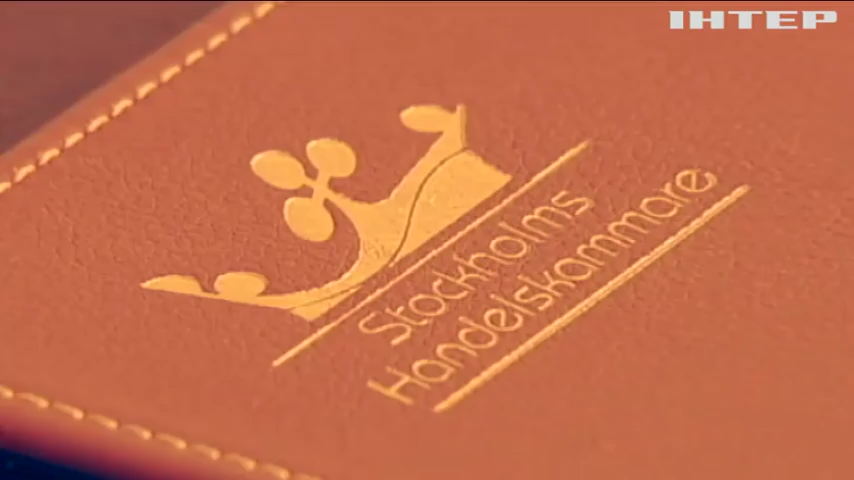 ІНТЕР
Stockholms
Handelskammare